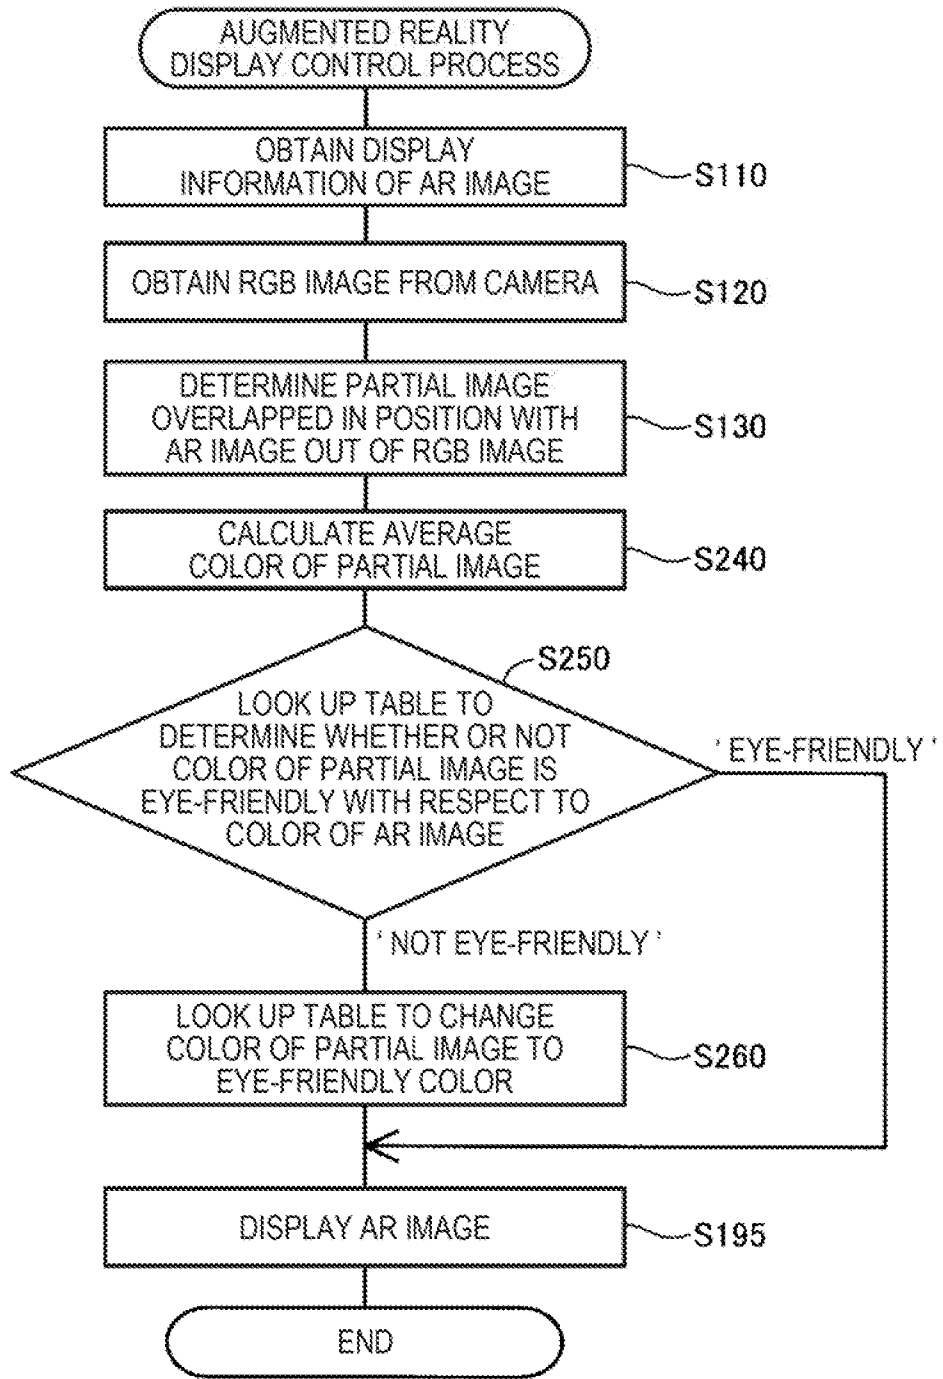 AUGMENTED REALITY
DISPLAY CONTROL PROCESS
OBTAIN DISPLAY
INFORMATION OF AR IMAGE
S110
OBTAIN RGB IMAGE FROM CAMERA
S120
DETERMINE PARTIAL IMAGE
OVERLAPPED IN POSITION WITH
AR IMAGE OUT OF RGB IMAGE
S130
CALCULATE AVERAGE
COLOR OF PARTIAL IMAGE
S240
S250
LOOK UP TABLE TO
DETERMINE WHETHER OR NOT
COLOR OF PARTIAL IMAGE IS
EYE-FRIENDLY WITH RESPECT TO
COLOR OF AR IMAGE
' EYE-FRIENDLY '
' NOT EYE-FRIENDLY '
LOOK UP TABLE TO CHANGE
COLOR OF PARTIAL IMAGE TO
EYE-FRIENDLY COLOR
S260
DISPLAY AR IMAGE
S195
END